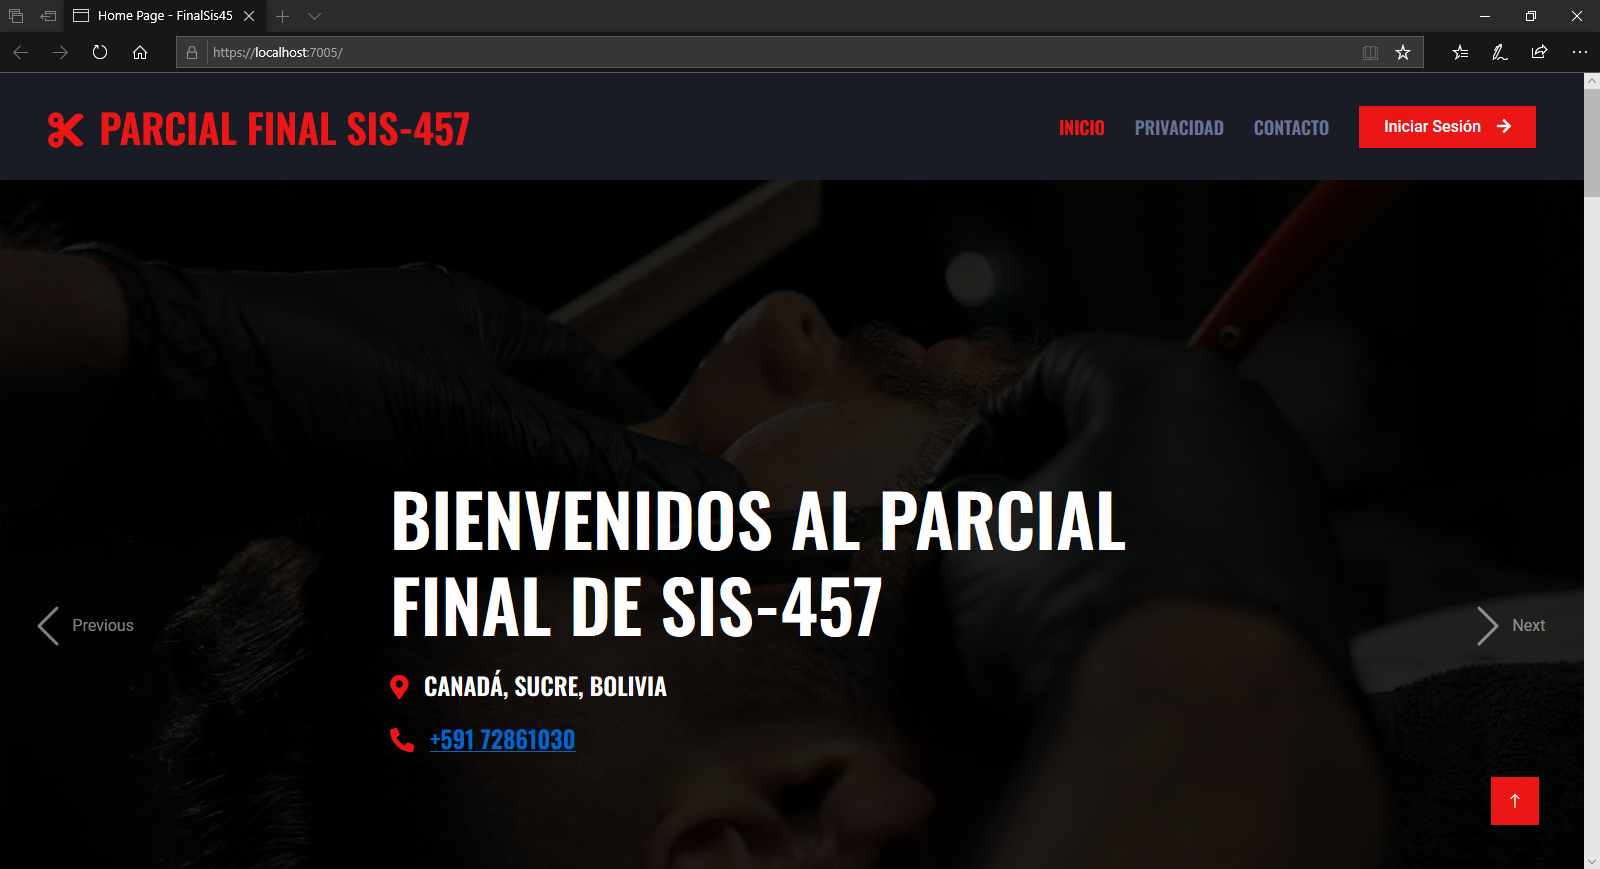 Home Page - FinalSis45
https://localhost:7005/
PARCIAL FINAL SIS-457
INICIO
PRIVACIDAD
CONTACTO
Iniciar Sesión
BIENVENIDOS AL PARCIAL
FINAL DE SIS-457
Previous
Next
CANADÁ, SUCRE, BOLIVIA
+591 72861030